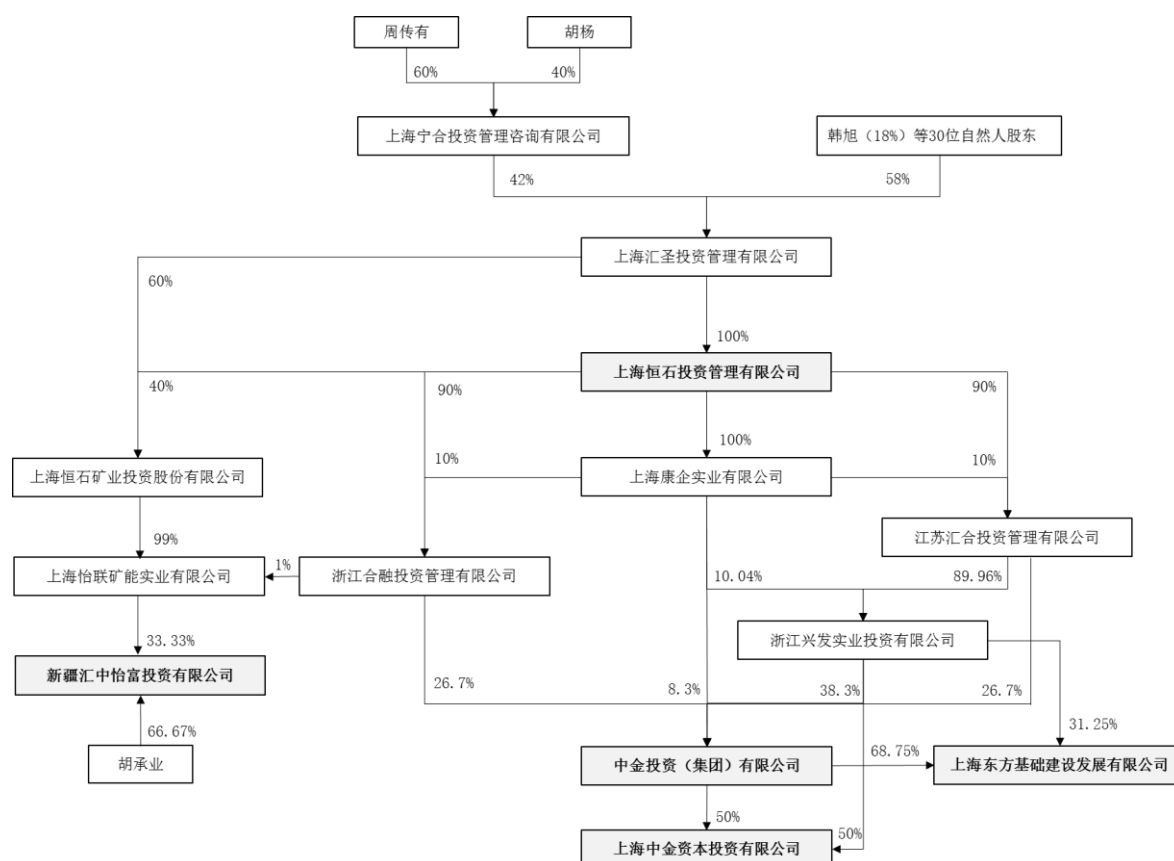 周传有
胡杨
60%
40%
上海宁合投资管理咨询有限公司
韩旭（18%）等30位自然人股东
42%
58%
上海汇圣投资管理有限公司
60%
100%
上海恒石投资管理有限公司
40%
90%
90%
100%
上海恒石矿业投资股份有限公司
10%
上海康企实业有限公司
10%
99%
江苏汇合投资管理有限公司
上海怡联矿能实业有限公司
1%
浙江合融投资管理有限公司
10.04%
89.96%
33.33%
浙江兴发实业投资有限公司
新疆汇中怡富投资有限公司
26.7%
8.3%
38.3%
26.7%
66.67%
31.25%
胡承业
中金投资（集团）有限公司
68.75%
上海东方基础建设发展有限公司
50%
50%
上海中金资本投资有限公司